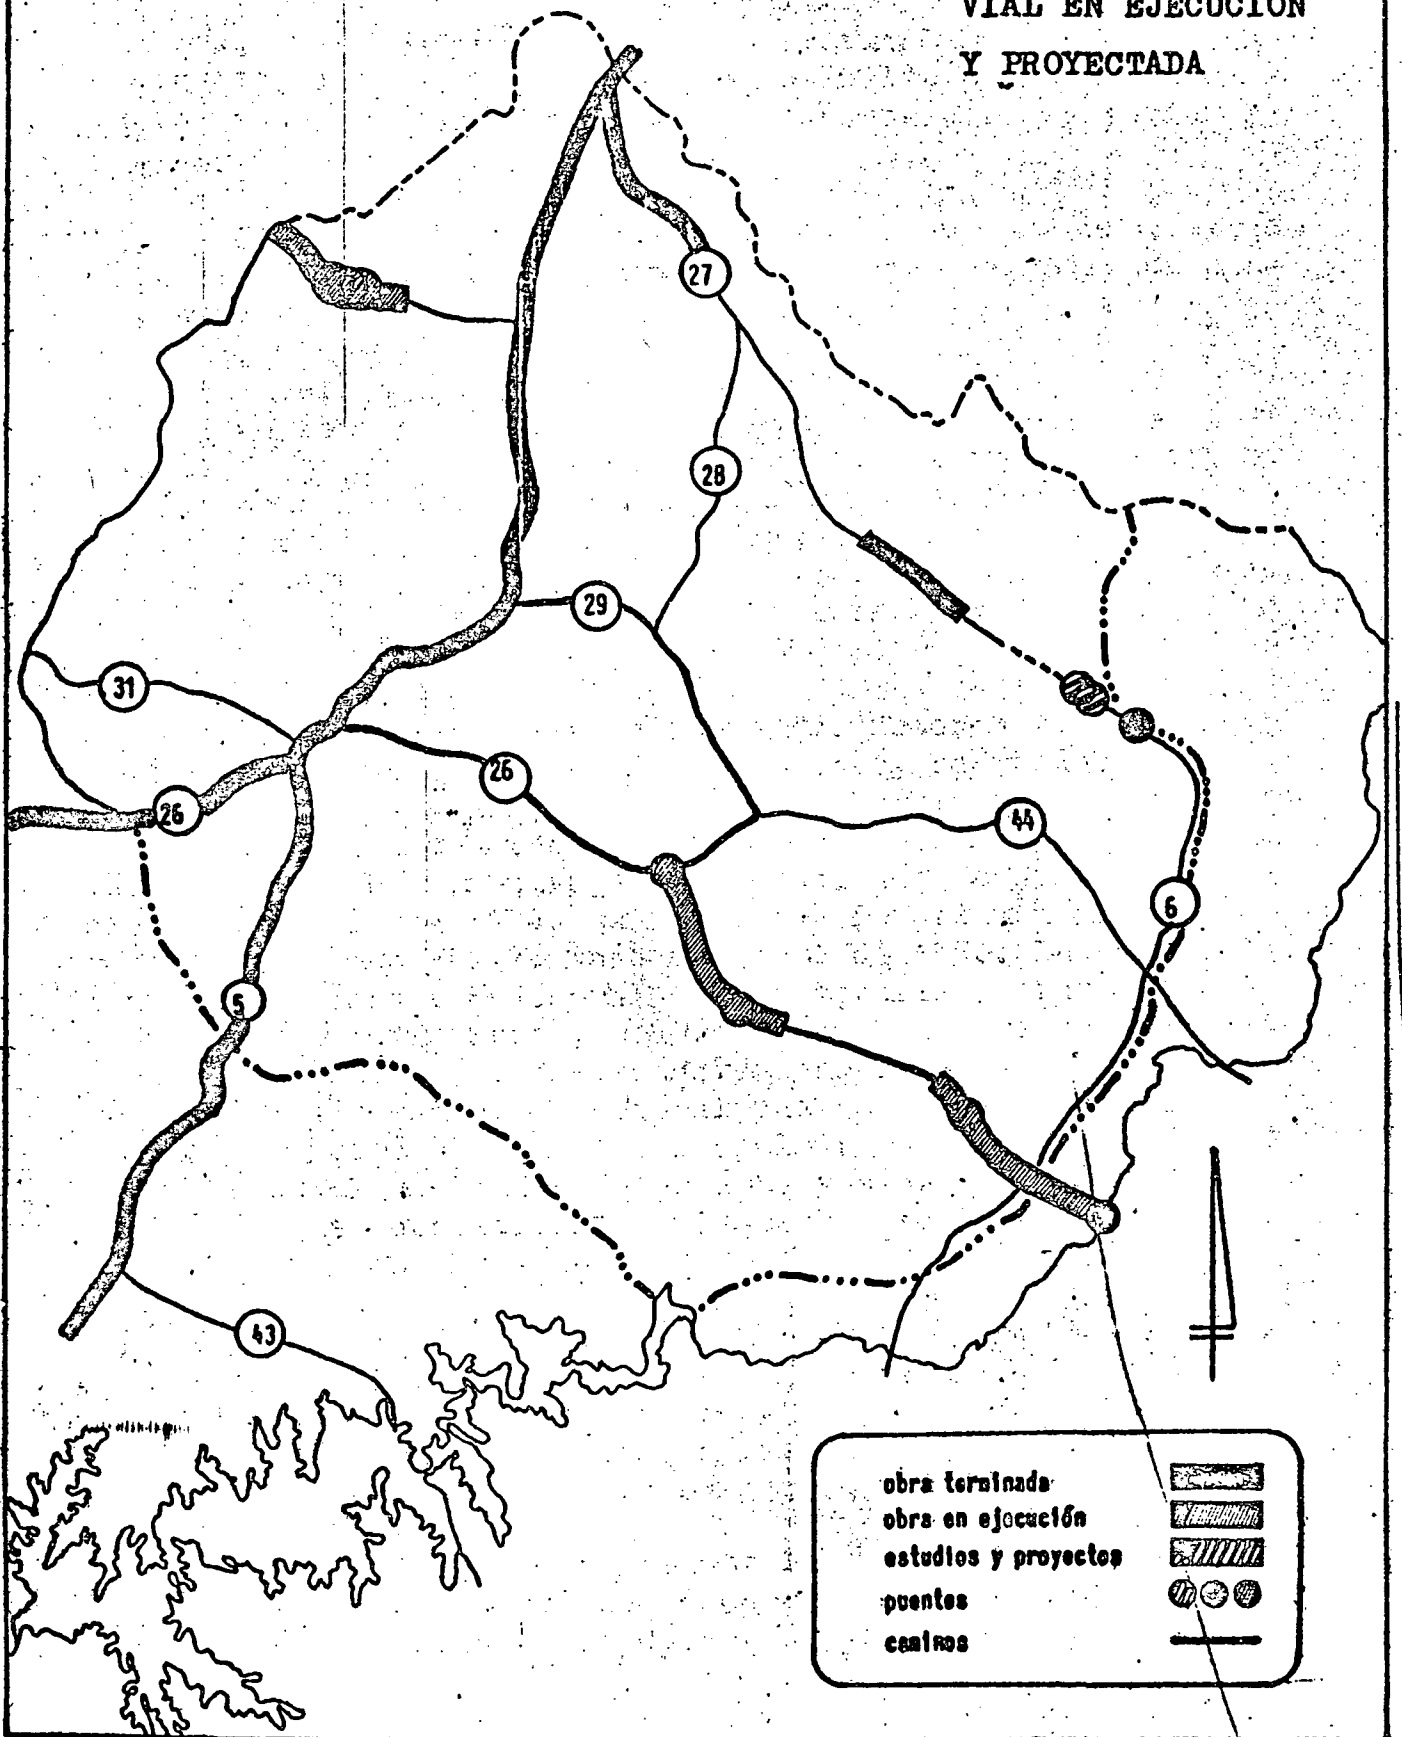 VIAL EN EJECUCION
Y PROYECTADA
27
28
29
31
26
26
44
6
5
43
obra terminada
obra en ejecución
estudios y proyectos
puentes
caminos